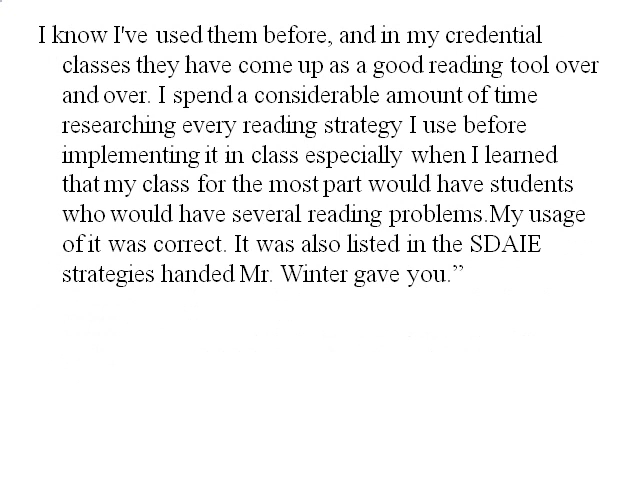 I know I've used them before, and in my credential
classes they have come up as a good reading tool over
and over. I spend a considerable amount of time
researching every reading strategy I use before
implementing it in class especially when I learned
that my class for the most part would have students
who would have several reading problems.My usage
of it was correct. It was also listed in the SDAIE
strategies handed Mr. Winter gave you.”